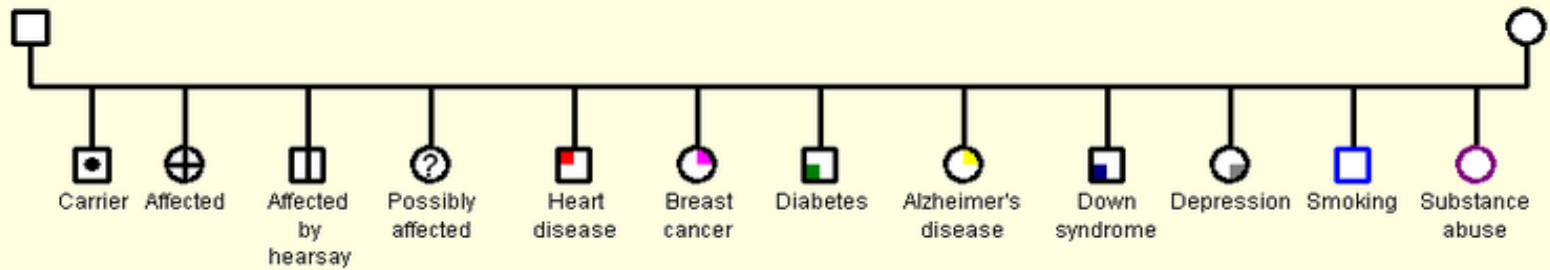 ?
Carrier
Affected
Affected
by
hearsay
Possibly
affected
Heart
disease
Breast
cancer
Diabetes
Alzheimer's
disease
Down
syndrome
Depression
Smoking
Substance
abuse